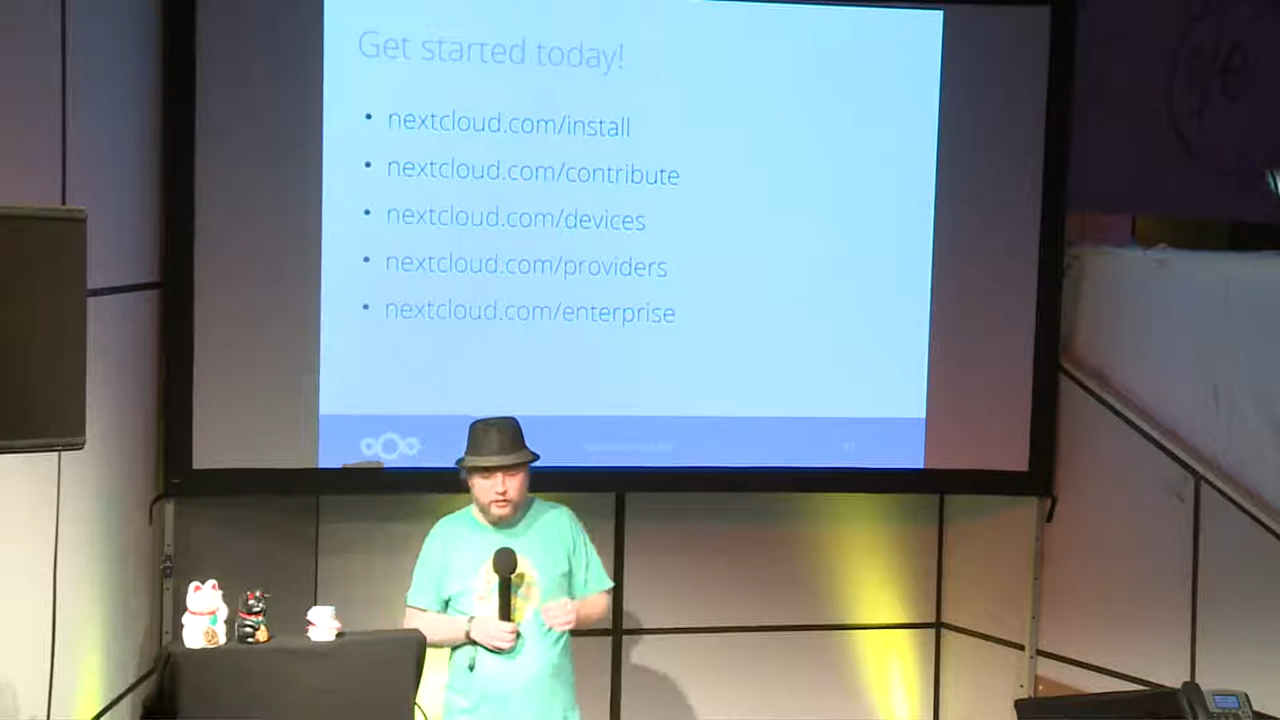 Get started today!
• nextcloud.com/install
• nextcloud.com/contribute
• nextcloud.com/devices
• nextcloud.com/providers
• nextcloud.com/enterprise